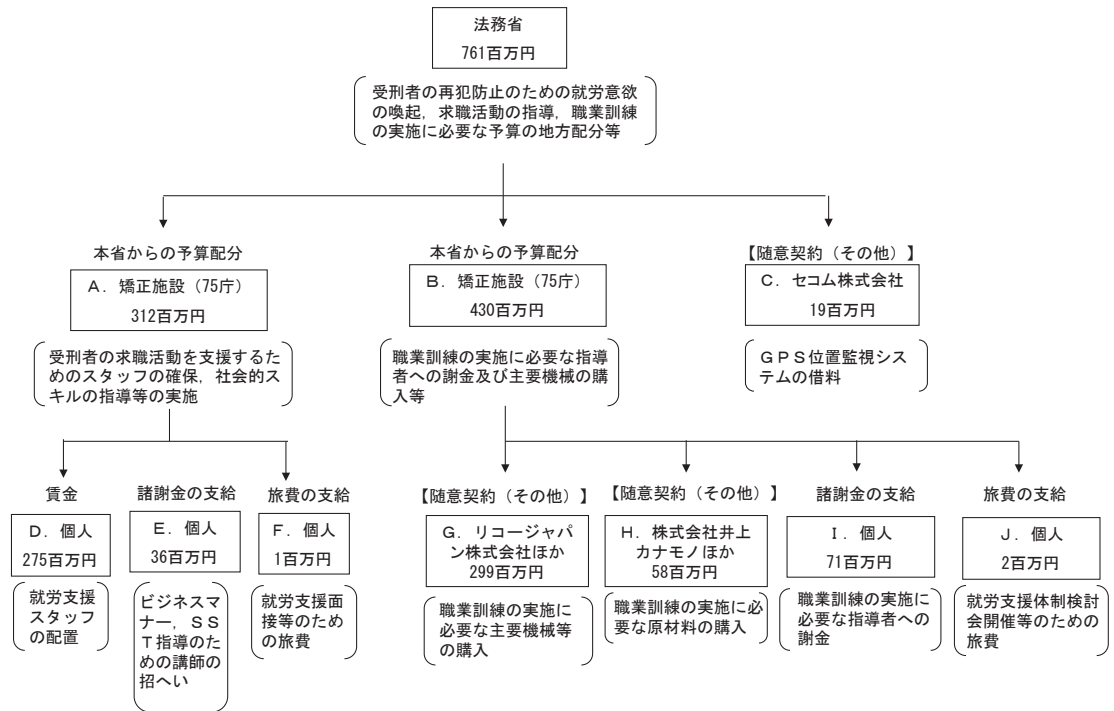 法務省
761百万円
受刑者の再犯防止のための就労意欲
の喚起，求職活動の指導，職業訓練
の実施に必要な予算の地方配分等
本省からの予算配分
A．矯正施設（75庁）
312百万円
受刑者の求職活動を支援するた
めのスタッフの確保，社会的ス
キルの指導等の実施
本省からの予算配分
B．矯正施設（75庁）
430百万円
職業訓練の実施に必要な指導
者への謝金及び主要機械の購
入等
【随意契約（その他）】
C．セコム株式会社
19百万円
GPS位置監視シス
テムの借料
賃金
D．個人
275百万円
就労支援
スタッフ
の配置
諸謝金の支給
E．個人
36百万円
ビジネスマ
ナー，SS
T指導のた
めの講師の
招へい
旅費の支給
F．個人
1百万円
就労支援面
接等のため
の旅費
【随意契約（その他）】
G．リコージャパ
ン株式会社ほか
299百万円
職業訓練の実施に
必要な主要機械等
の購入
【随意契約（その他）】
H．株式会社井上
カナモノほか
58百万円
職業訓練の実施に必
要な原材料の購入
諸謝金の支給
I．個人
71百万円
職業訓練の実施に
必要な指導者への
謝金
旅費の支給
J．個人
2百万円
就労支援体制検討
会開催等のための
旅費